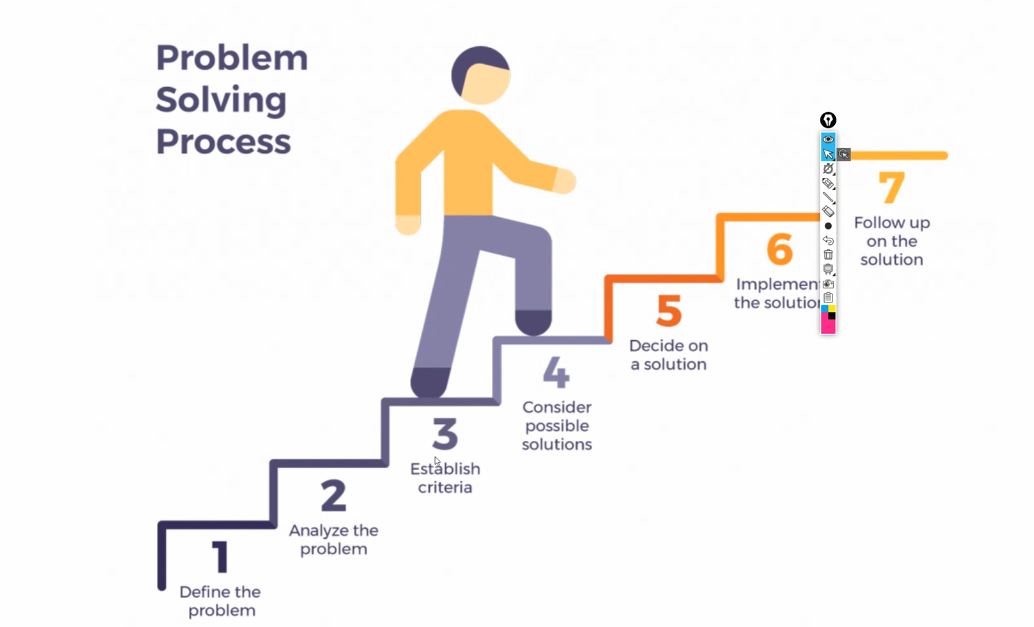 Problem
Solving
Process
1
Define the
problem
2
Analyze the
problem
3
Establish
criteria
4
Consider
possible
solutions
5
Decide on
a solution
6
Implement
the solution
7
Follow up
on the
solution